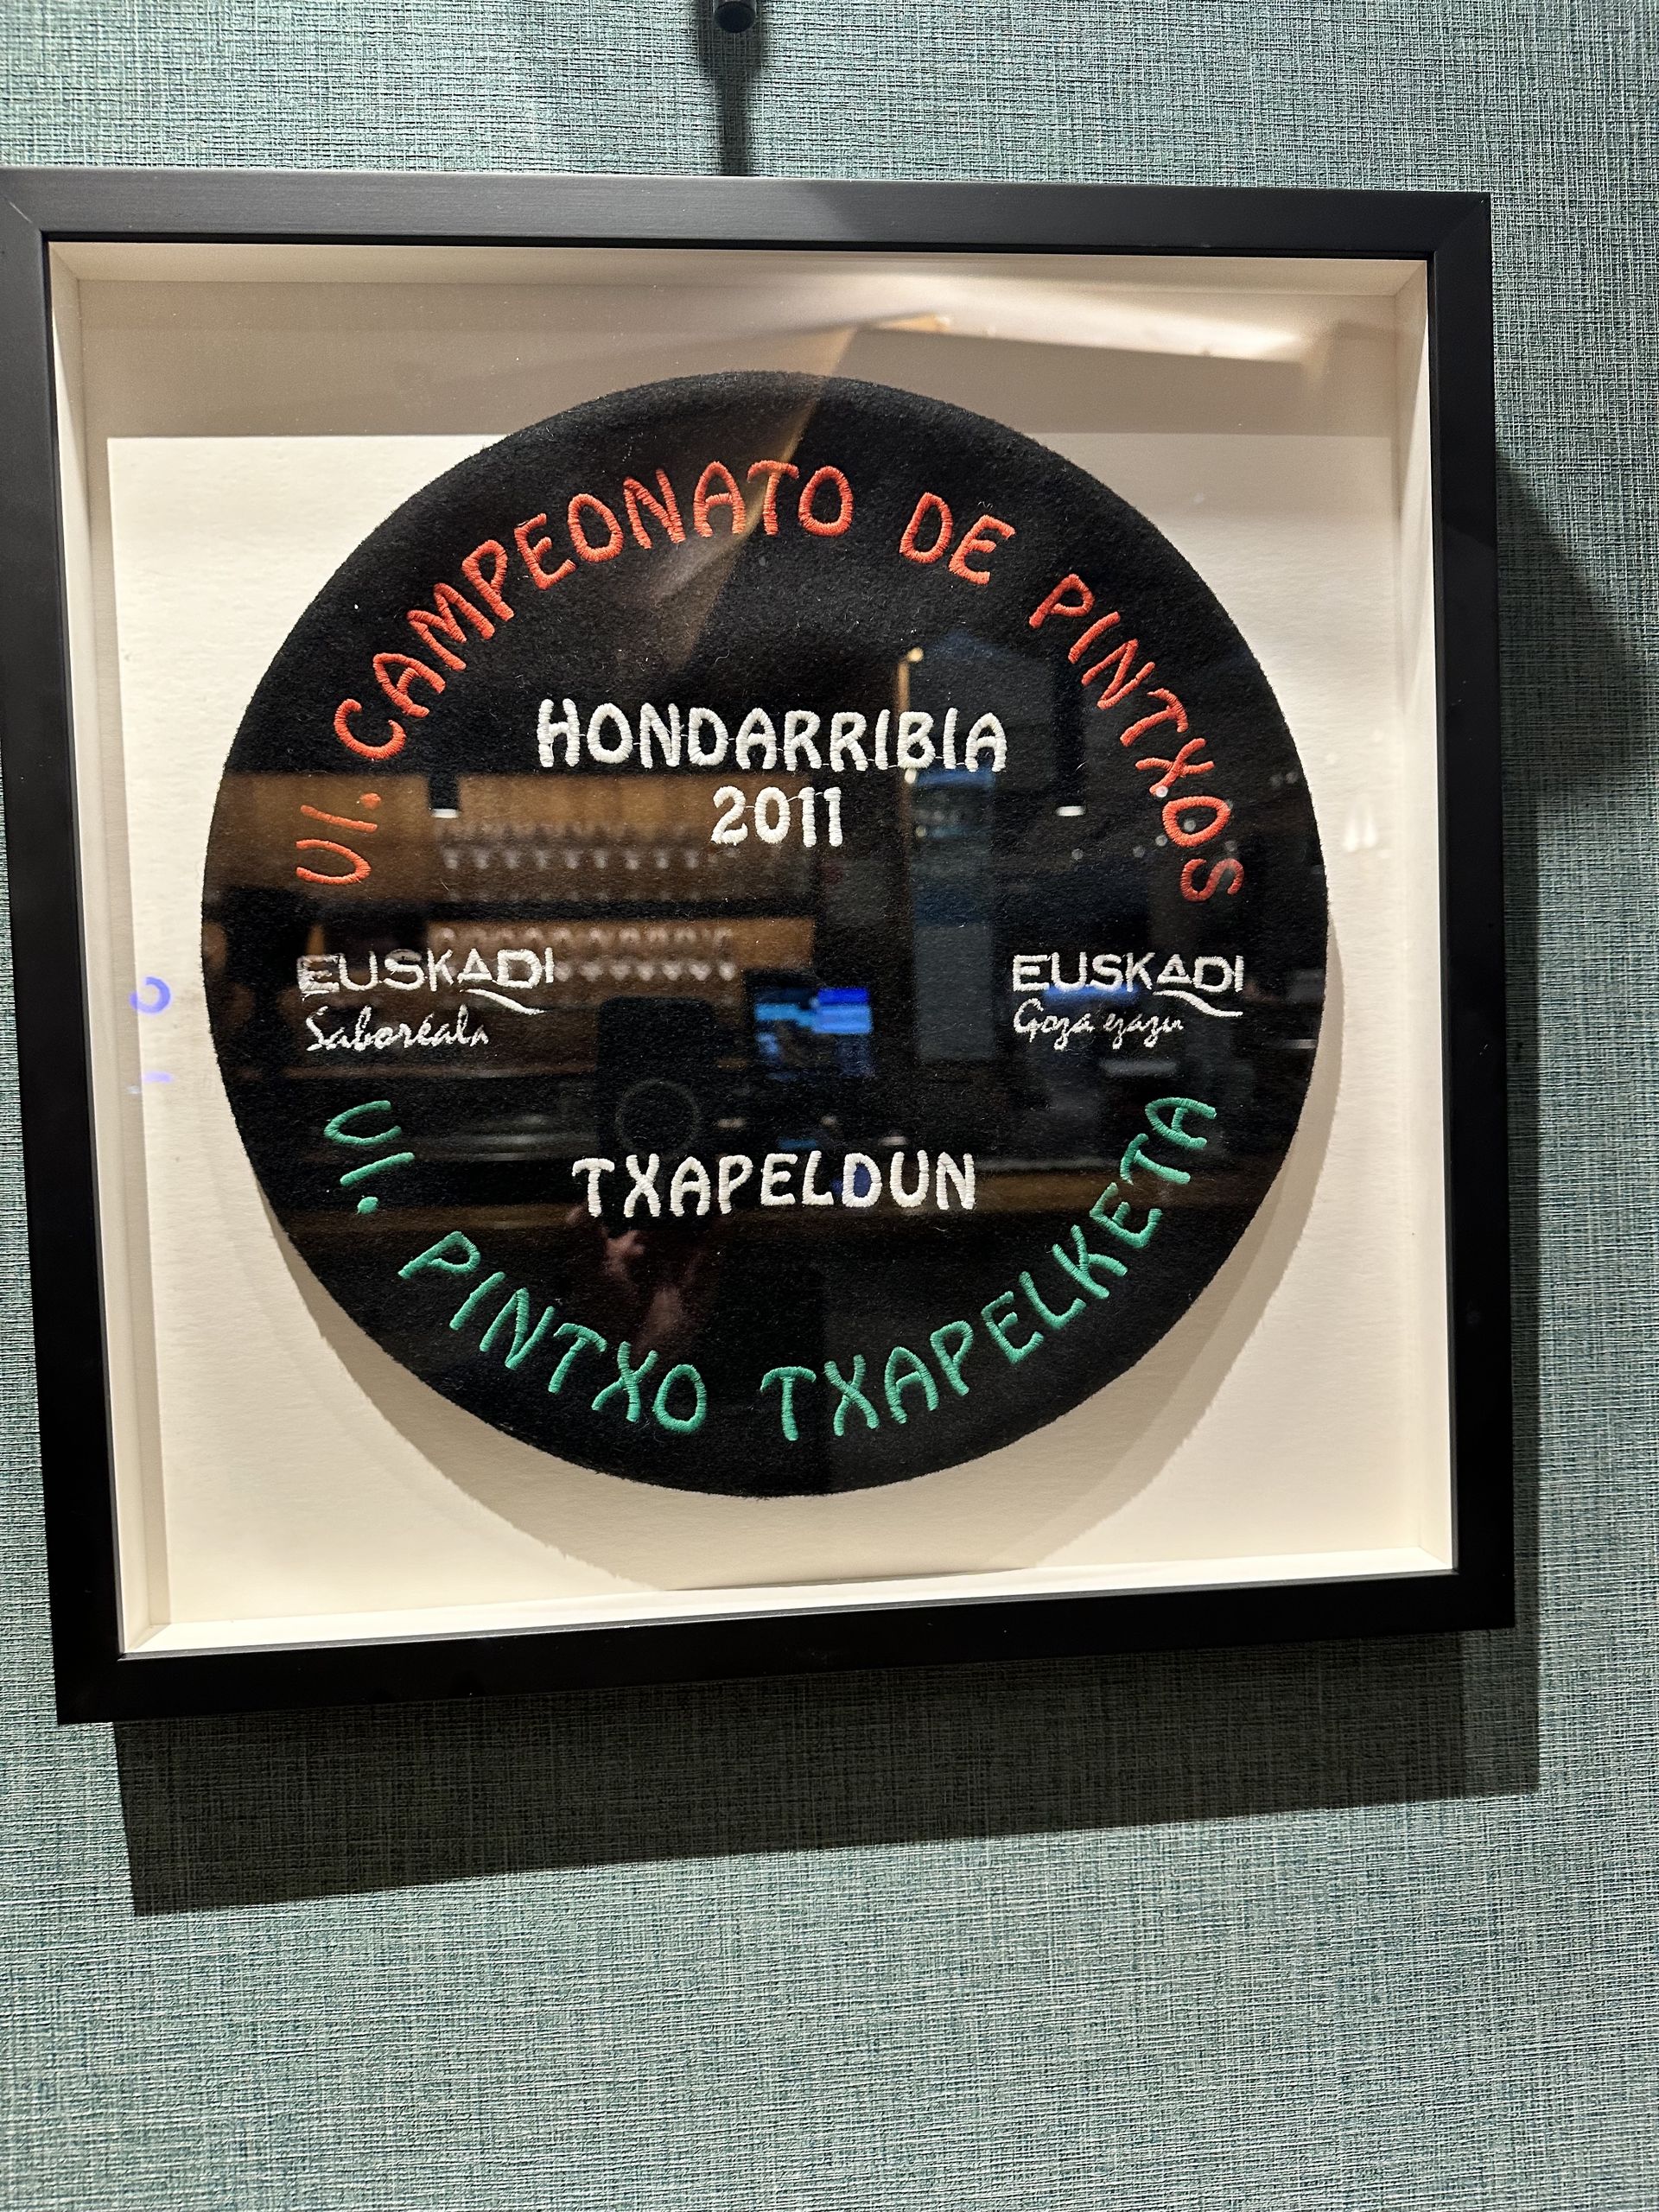 VI. CAMPEONATO DE PINTXOS
HONDARRIBIA
2011
EUSKADI
Saboréala
EUSKADI
Goza ezazu
TXAPELDUN
VI. PINTXO TXAPELKETA